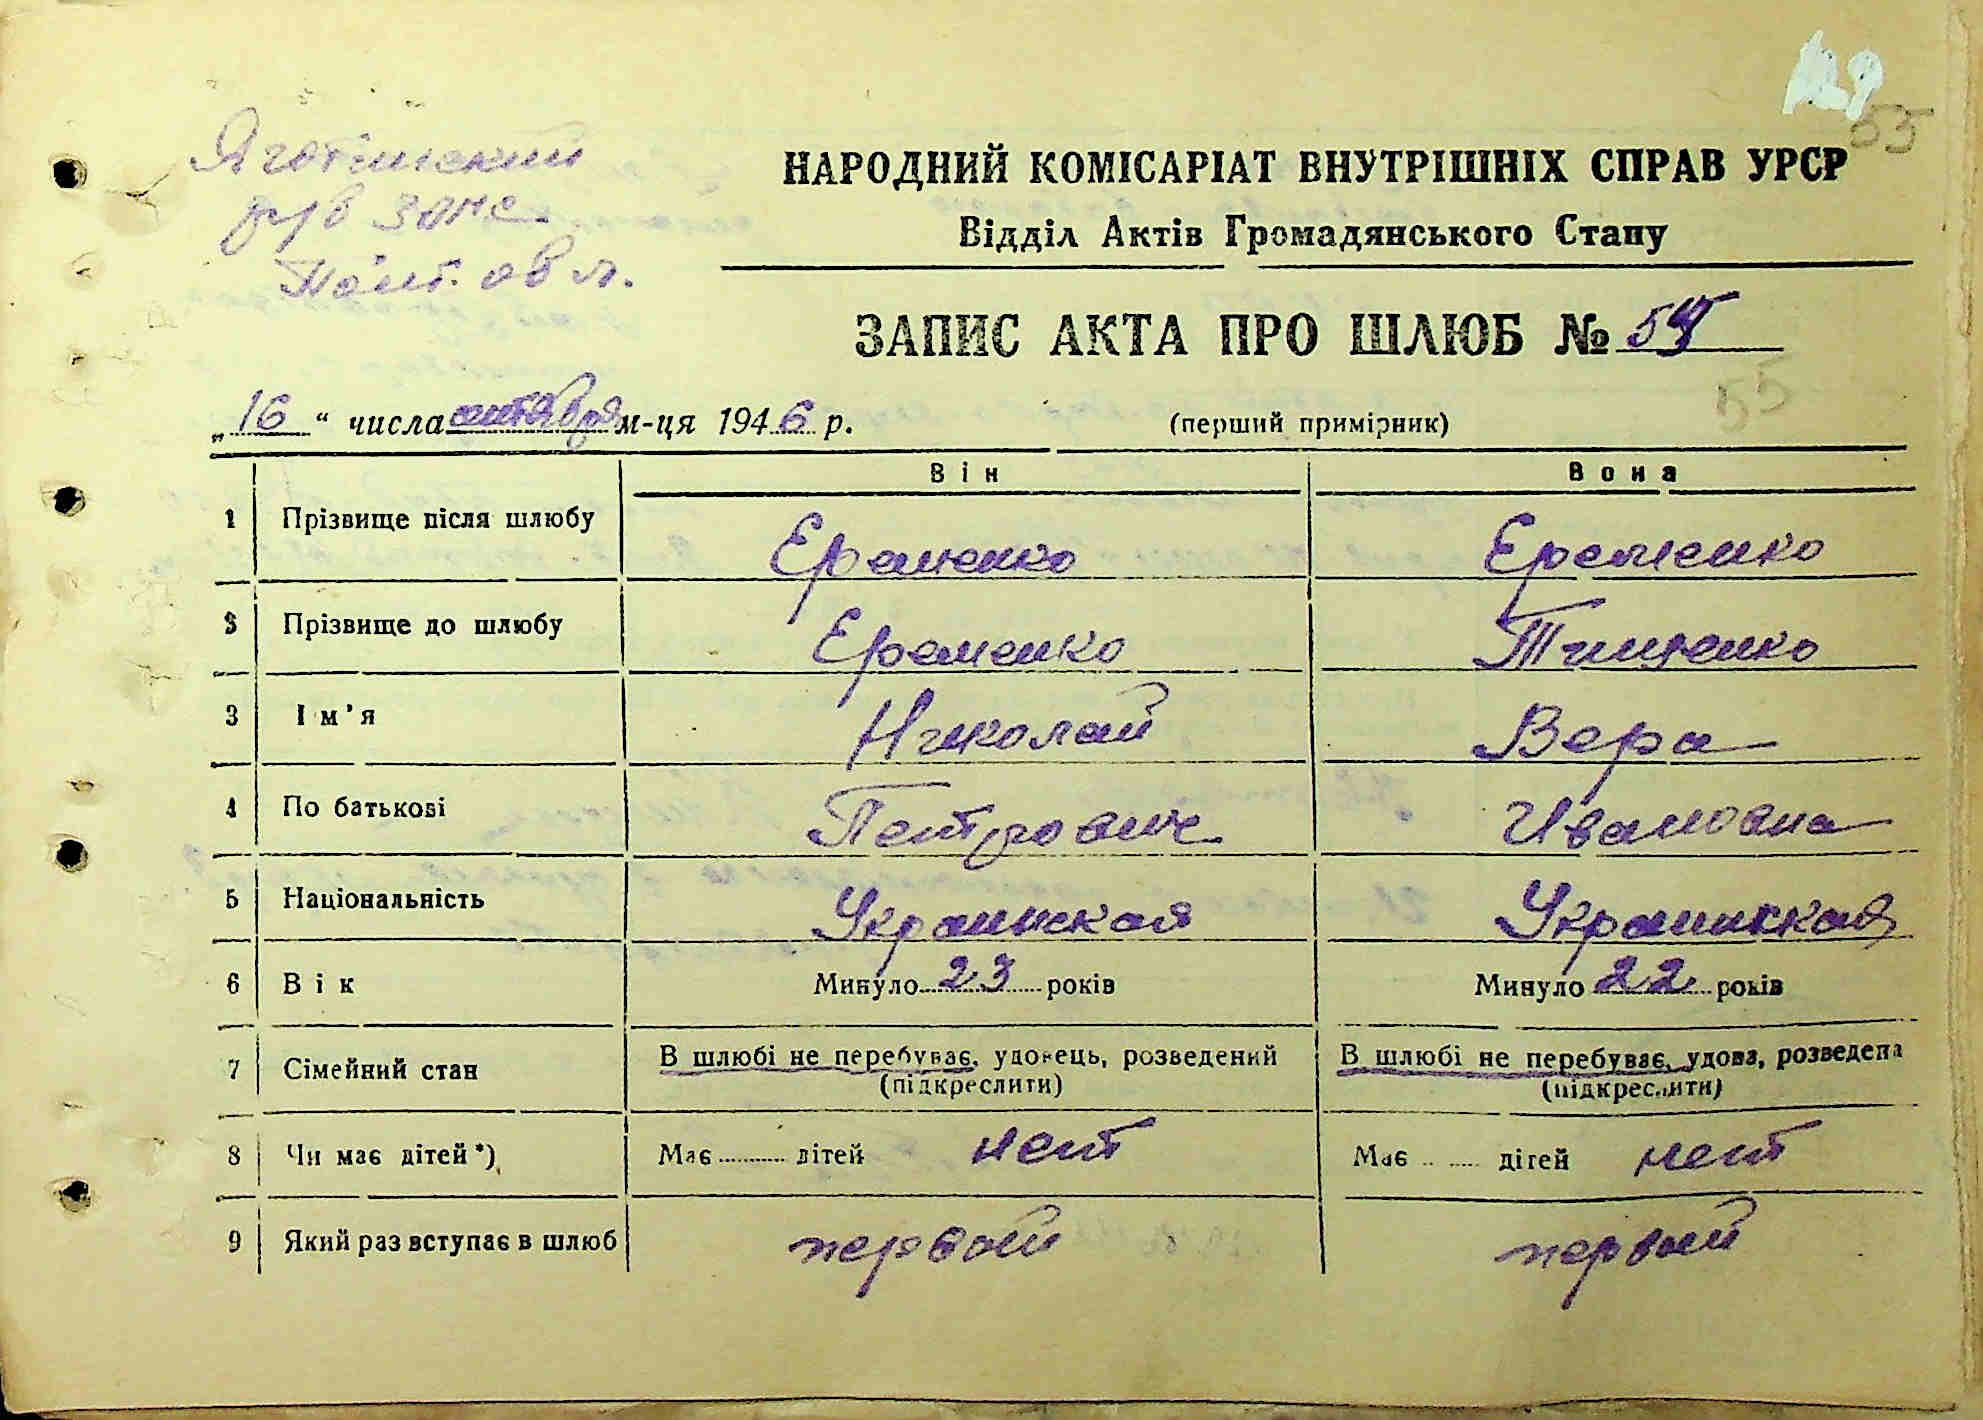 55
Яготинский
р/б загс
Полт. обл.
НАРОДНИЙ КОМІСАРІАТ ВНУТРІШНІХ СПРАВ УРСР
Відділ Актів Громадянського Стану
ЗАПИС АКТА ПРО ШЛЮБ №
55
„16“ числа октября м-ця 1946 р. (перший примірник)
Він Вона
1 Прізвище після шлюбу Еременко Еременко
3 Прізвище до шлюбу Еременко Тищенко
3 Ім’я Николай Вера
4 По батькові Петрович Ивановна
5 Національність Украинская Украинская
6 Вік Минуло 23 років Минуло 22 років
7 Сімейний стан В шлюбі не перебуває, удовець, розведений В шлюбі не перебуває, удова, розведена
(підкреслити) (підкреслити)
8 Чи має дітей*) Має дітей нет Має дітей нет
9 Який раз вступає в шлюб первый первый